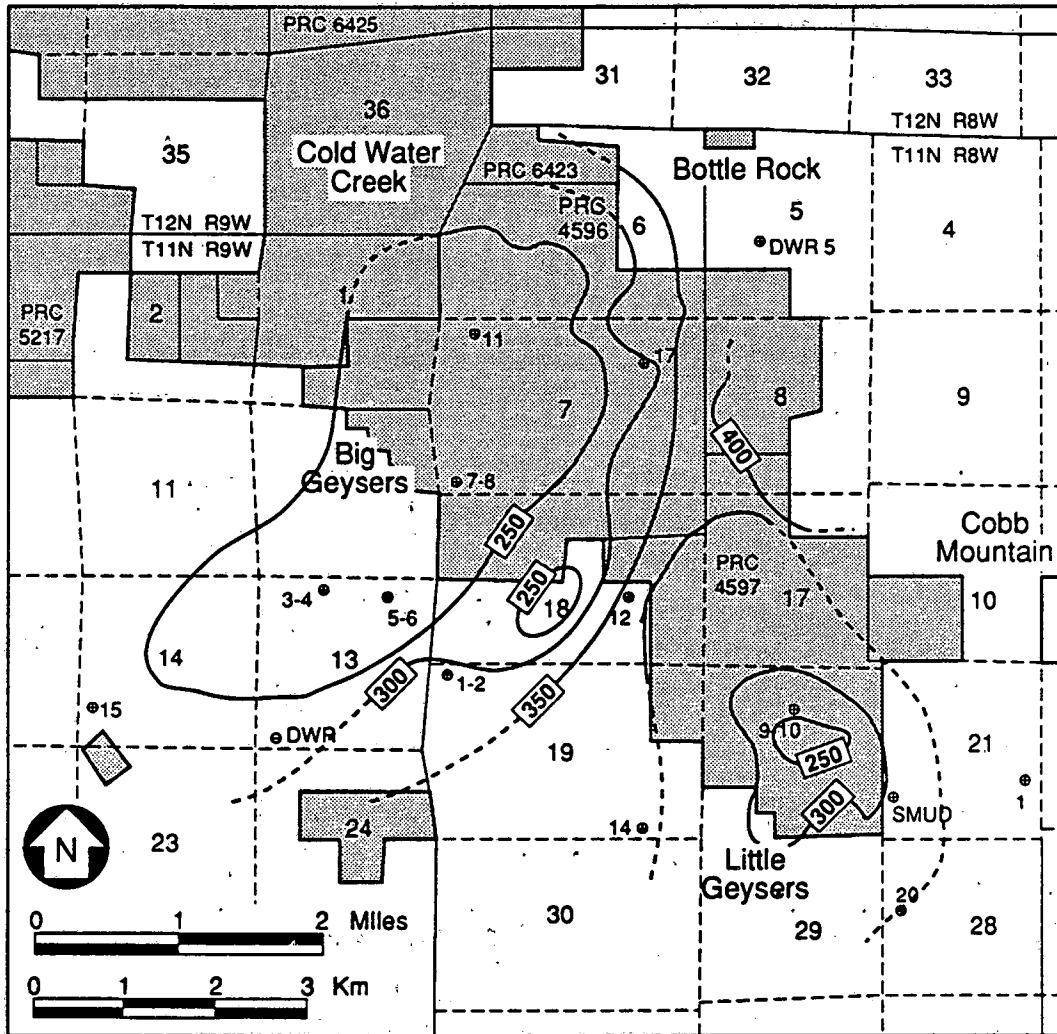 PRC 6425
31
32
33
36
T12N R8W
T11N R8W
35
Cold Water
Creek
PRC 6423
Bottle Rock
PRC
4596
6
5
4
DWR 5
T12N R9W
T11N R9W
1
2
PRC
5217
11
17
7
8
9
400
Big
Geysers
7-8
11
250
Cobb
Mountain
PRC
4597
17
10
3-4
5-6
250
18
12
14
13
300
1-2
350
15
DWR
19
9-10
250
21
1
300
SMUD
N
23
24
14
Little
Geysers
20
30
29
28
0 1 2 Miles
0 1 2 3 Km